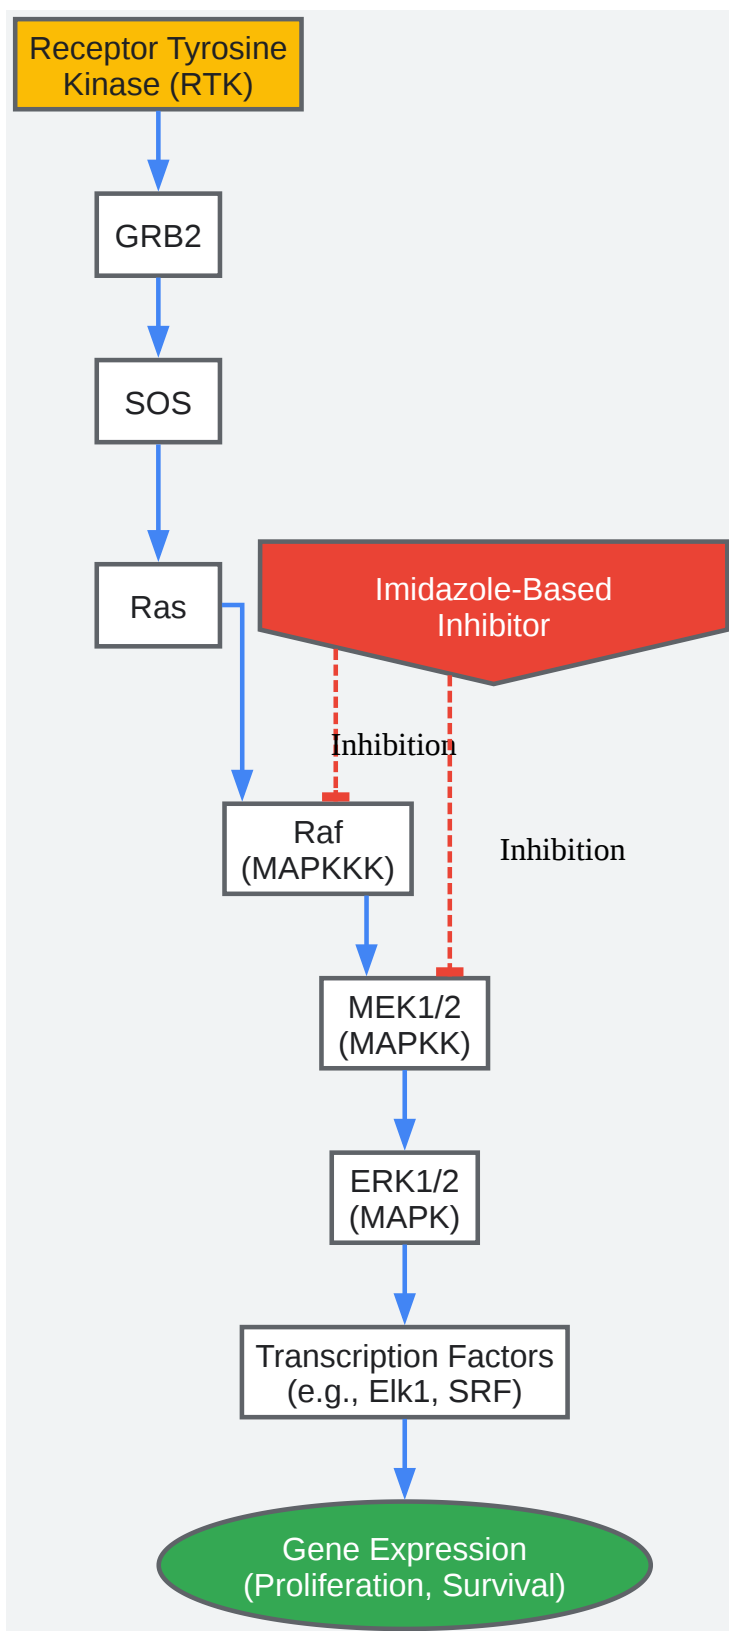 Receptor Tyrosine
Kinase (RTK)
GRB2
SOS
Ras
Imidazole-Based
Inhibitor
Inhibition
Raf
(MAPKKK)
Inhibition
MEK1/2
(MAPKK)
ERK1/2
(MAPK)
Transcription Factors
(e.g., Elk1, SRF)
Gene Expression
(Proliferation, Survival)